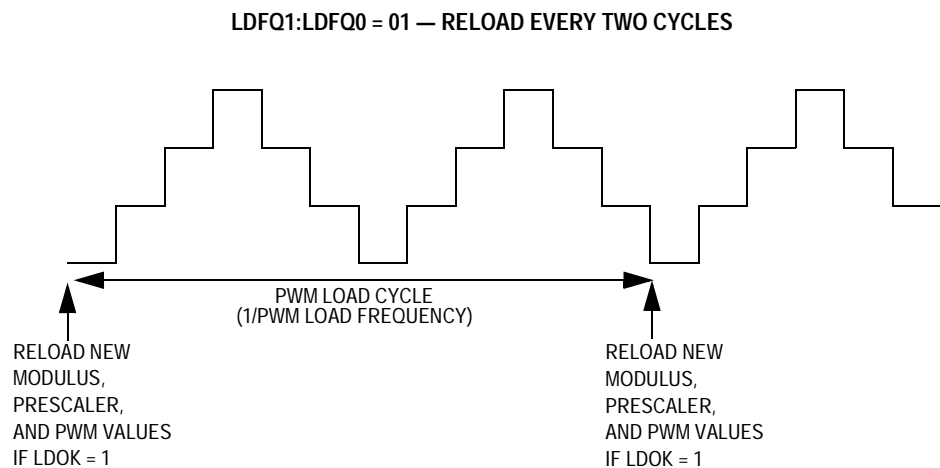 LDFQ1:LDFQ0 = 01 — RELOAD EVERY TWO CYCLES
PWM LOAD CYCLE
(1/PWM LOAD FREQUENCY)
RELOAD NEW
MODULUS,
PRESCALER,
AND PWM VALUES
IF LDOK = 1
RELOAD NEW
MODULUS,
PRESCALER,
AND PWM VALUES
IF LDOK = 1